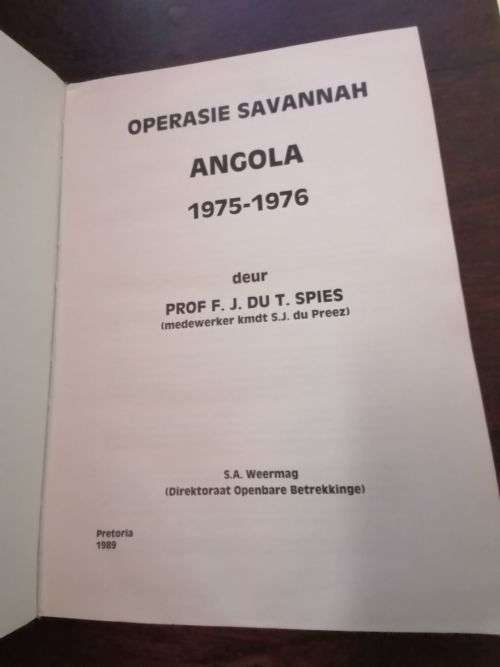 OPERASIE SAVANNAH
ANGOLA
1975-1976
deur
PROF F. J. DU T. SPIES
(medewerker kmdt S.J. du Preez)
S.A. Weermag
(Direktoraat Openbare Betrekkinge)
Pretoria
1989